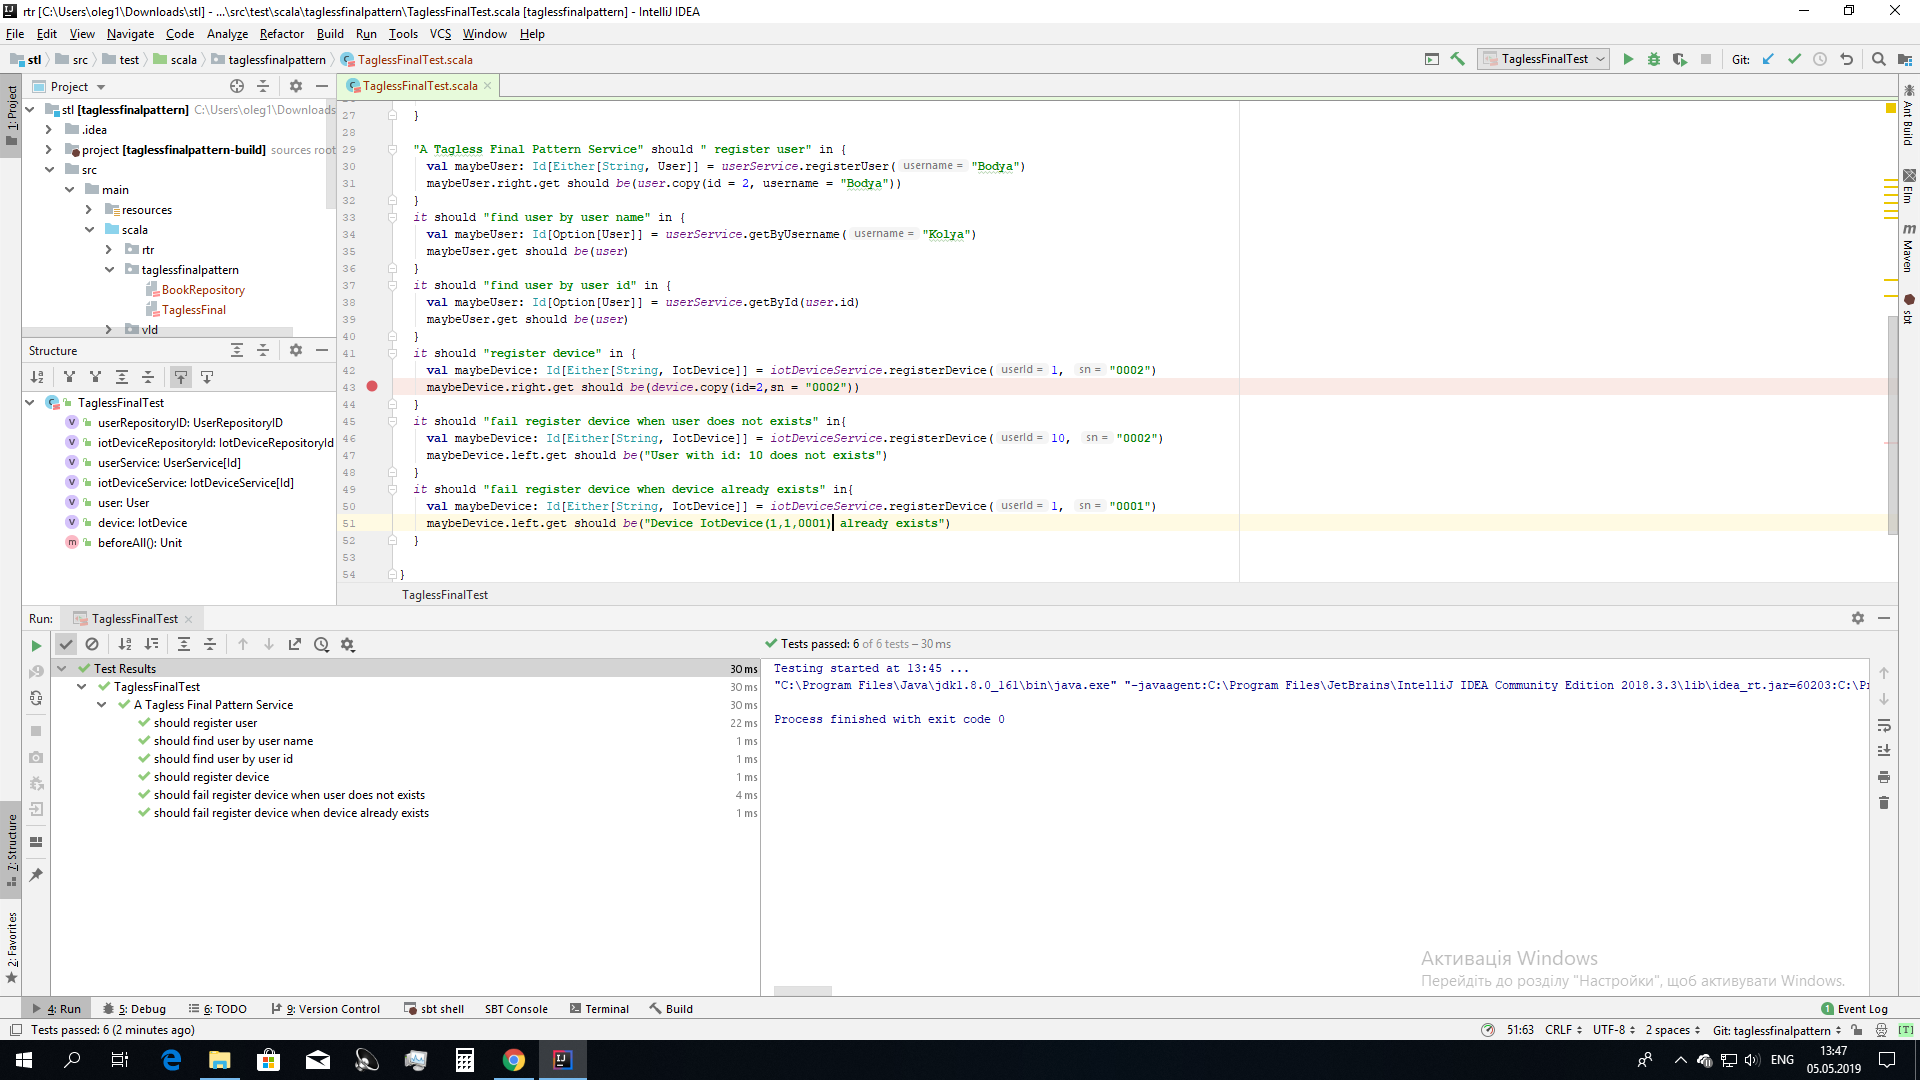 rtr [C:\Users\oleg1\Downloads\stl] - ...\src\test\scala\taglessfinalpattern\TaglessFinalTest.scala [taglessfinalpattern] - IntelliJ IDEA
File Edit View Navigate Code Analyze Refactor Build Run Tools VCS Window Help
stl src test scala taglessfinalpattern TaglessFinalTest.scala TaglessFinalTest Git:
1: Project
Project
stl [taglessfinalpattern] C:\Users\oleg1\Downloads
.idea
project [taglessfinalpattern-build] sources root
src
main
resources
scala
rtr
taglessfinalpattern
BookRepository
TaglessFinal
vld
Structure
TaglessFinalTest
userRepositoryID: UserRepositoryID
iotDeviceRepositoryId: IotDeviceRepositoryId
userService: UserService[Id]
iotDeviceService: IotDeviceService[Id]
user: User
device: IotDevice
beforeAll(): Unit
TaglessFinalTest.scala
27 }
28
29 "A Tagless Final Pattern Service" should " register user" in {
30 val maybeUser: Id[Either[String, User]] = userService.registerUser( username = "Bodya")
31 maybeUser.right.get should be(user.copy(id = 2, username = "Bodya"))
32 }
33 it should "find user by user name" in {
34 val maybeUser: Id[Option[User]] = userService.getByUsername( username = "Kolya")
35 maybeUser.get should be(user)
36 }
37 it should "find user by user id" in {
38 val maybeUser: Id[Option[User]] = userService.getById(user.id)
39 maybeUser.get should be(user)
40 }
41 it should "register device" in {
42 val maybeDevice: Id[Either[String, IotDevice]] = iotDeviceService.registerDevice( userId = 1, sn = "0002")
43 maybeDevice.right.get should be(device.copy(id=2,sn = "0002"))
44 }
45 it should "fail register device when user does not exists" in{
46 val maybeDevice: Id[Either[String, IotDevice]] = iotDeviceService.registerDevice( userId = 10, sn = "0002")
47 maybeDevice.left.get should be("User with id: 10 does not exists")
48 }
49 it should "fail register device when device already exists" in{
50 val maybeDevice: Id[Either[String, IotDevice]] = iotDeviceService.registerDevice( userId = 1, sn = "0001")
51 maybeDevice.left.get should be("Device IotDevice(1,1,0001) already exists")
52 }
53
54 }
TaglessFinalTest
Ant Build
Elm
m Maven
sbt
Run: TaglessFinalTest
Tests passed: 6 of 6 tests – 30 ms
Test Results 30 ms
TaglessFinalTest 30 ms
A Tagless Final Pattern Service 30 ms
should register user 22 ms
should find user by user name 1 ms
should find user by user id 1 ms
should register device 1 ms
should fail register device when user does not exists 4 ms
should fail register device when device already exists 1 ms
Testing started at 13:45 ...
"C:\Program Files\Java\jdk1.8.0_161\bin\java.exe" "-javaagent:C:\Program Files\JetBrains\IntelliJ IDEA Community Edition 2018.3.3\lib\idea_rt.jar=60203:C:\P
Process finished with exit code 0
7: Structure
2: Favorites
Активація Windows
Перейдіть до розділу "Настройки", щоб активувати Windows.
4: Run 5: Debug 6: TODO 9: Version Control sbt shell SBT Console Terminal Build 1 Event Log
Tests passed: 6 (2 minutes ago) 51:63 CRLF UTF-8 2 spaces Git: taglessfinalpattern [T]
ENG 13:47
05.05.2019